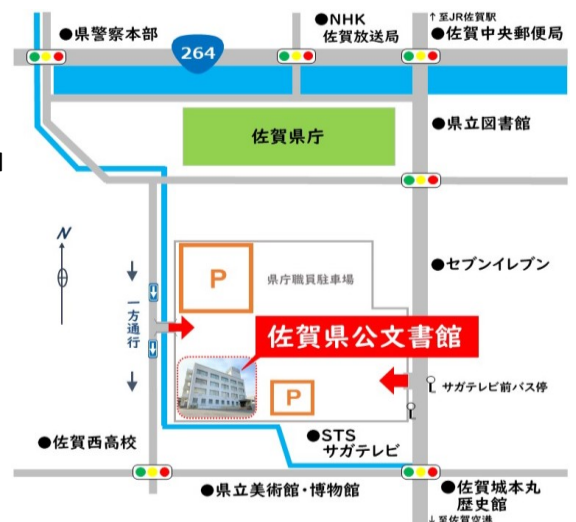 ●NHK
佐賀放送局
↑至JR佐賀駅
●県警察本部
264
●佐賀中央郵便局
佐賀県庁
●県立図書館
N
P
県庁職員駐車場
●セブンイレブン
一方通行
佐賀県公文書館
サガテレビ前バス停
P
●佐賀西高校
●STS
サガテレビ
●県立美術館・博物館
●佐賀城本丸
歴史館
↓至佐賀空港